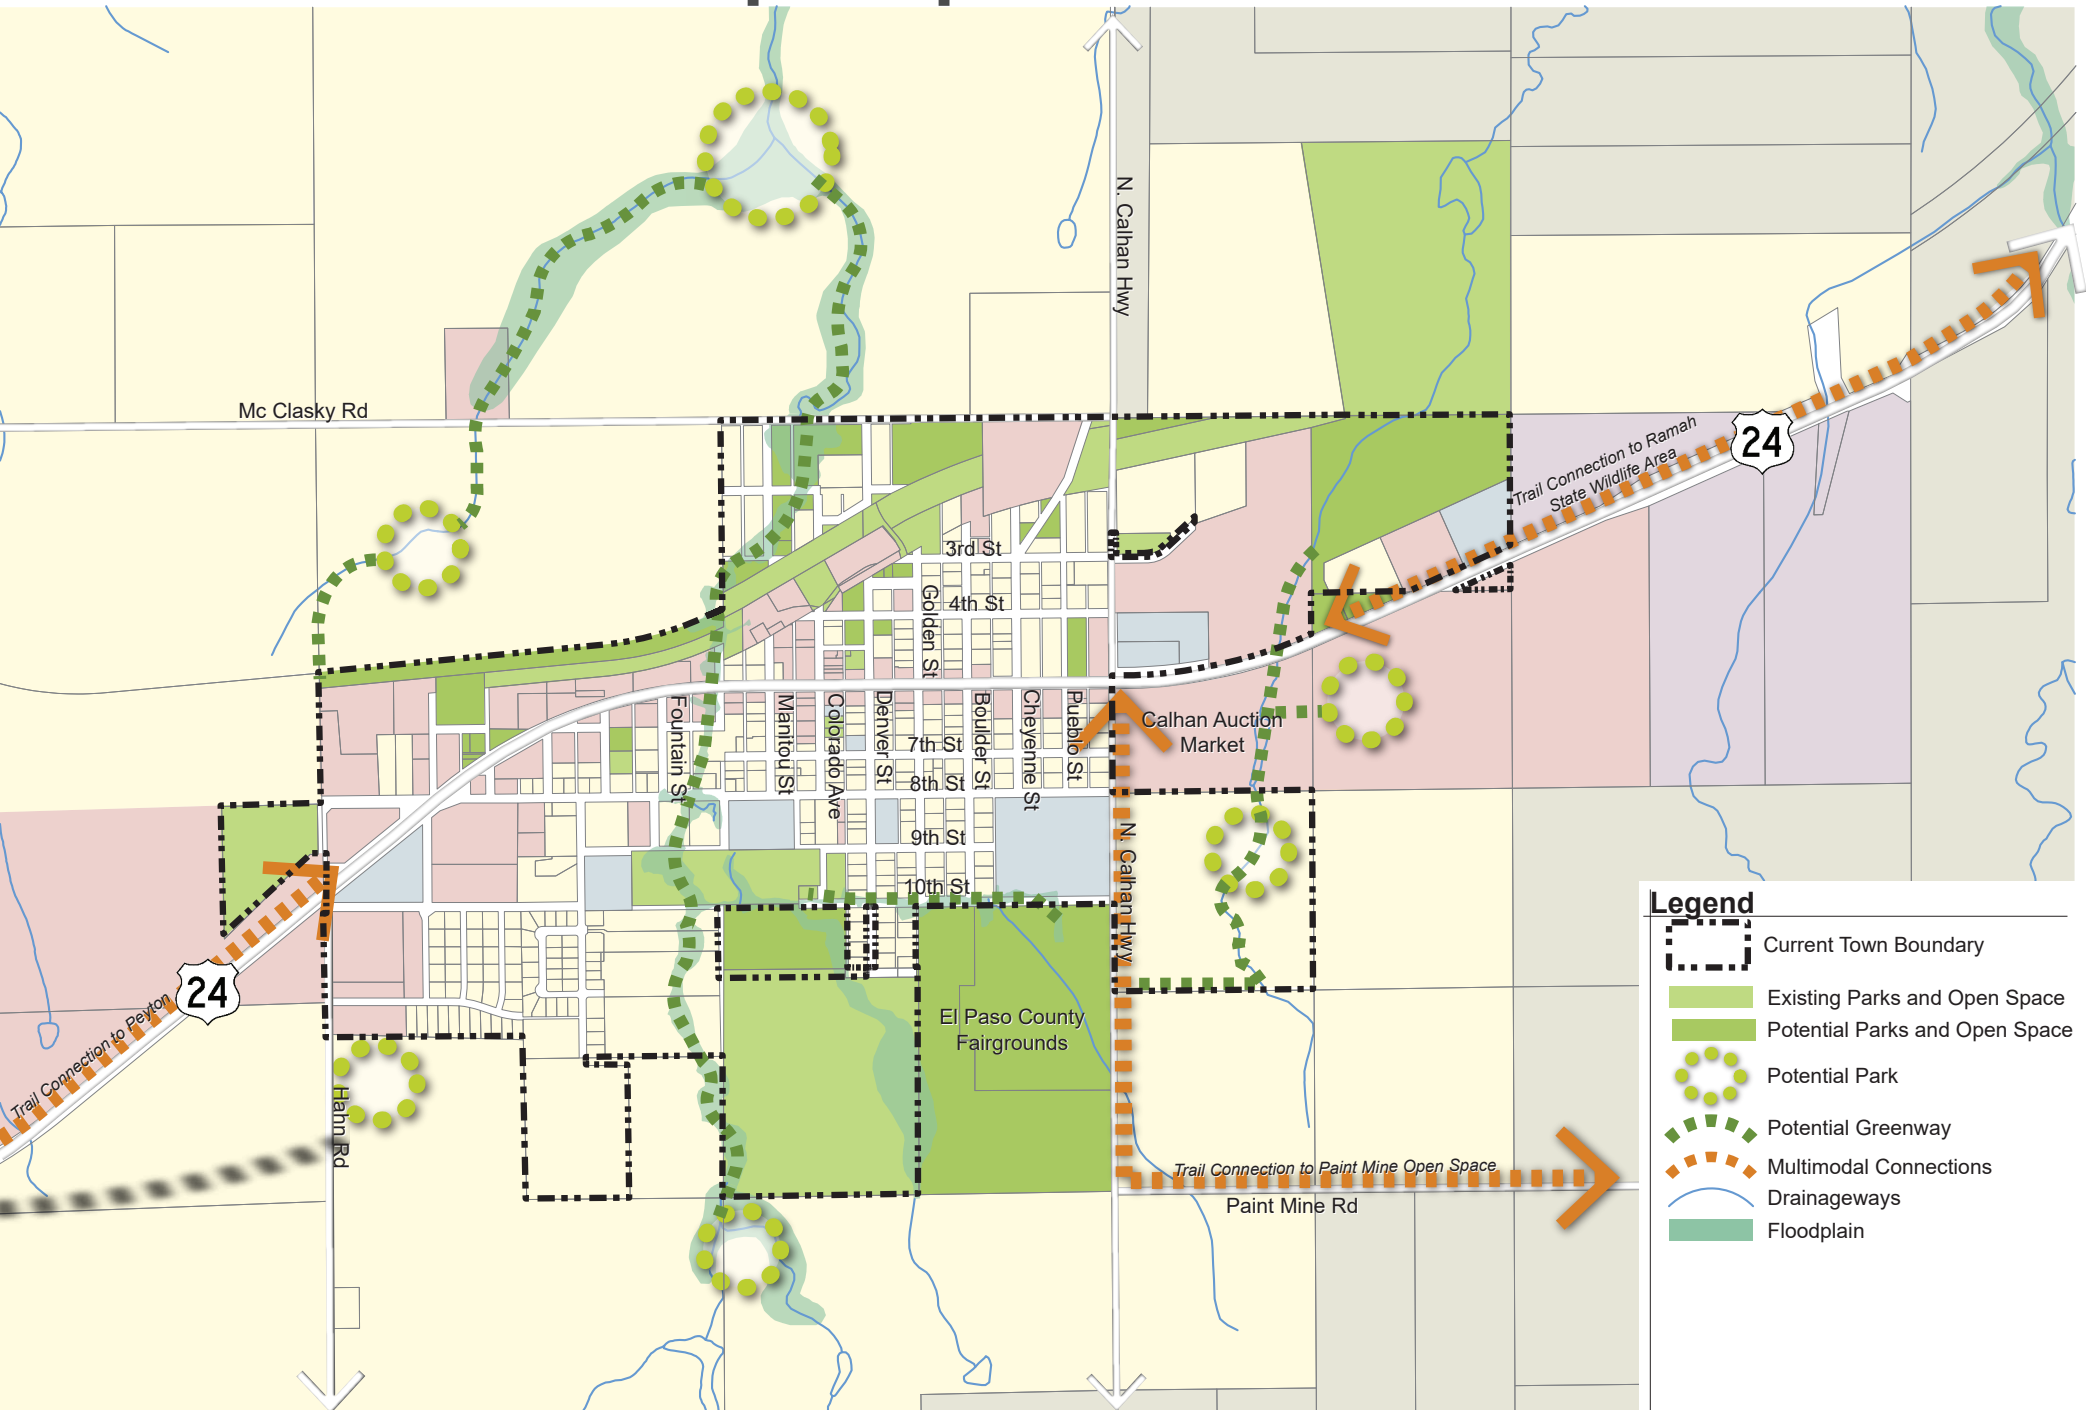 N. Calhan Hwy
Mc Clasky Rd
Trail Connection to Ramah
State Wildlife Area
24
3rd St
4th St
Golden St
Fountain St
Manitou St
Colorado Ave
Denver St
Boulder St
Cheyenne St
Pueblo St
7th St
8th St
9th St
10th St
Calhan Auction
Market
N. Calhan Hwy
24
Trail Connection to Peyton
El Paso County
Fairgrounds
Hahn Rd
Trail Connection to Paint Mine Open Space
Paint Mine Rd
Legend
Current Town Boundary
Existing Parks and Open Space
Potential Parks and Open Space
Potential Park
Potential Greenway
Multimodal Connections
Drainageways
Floodplain